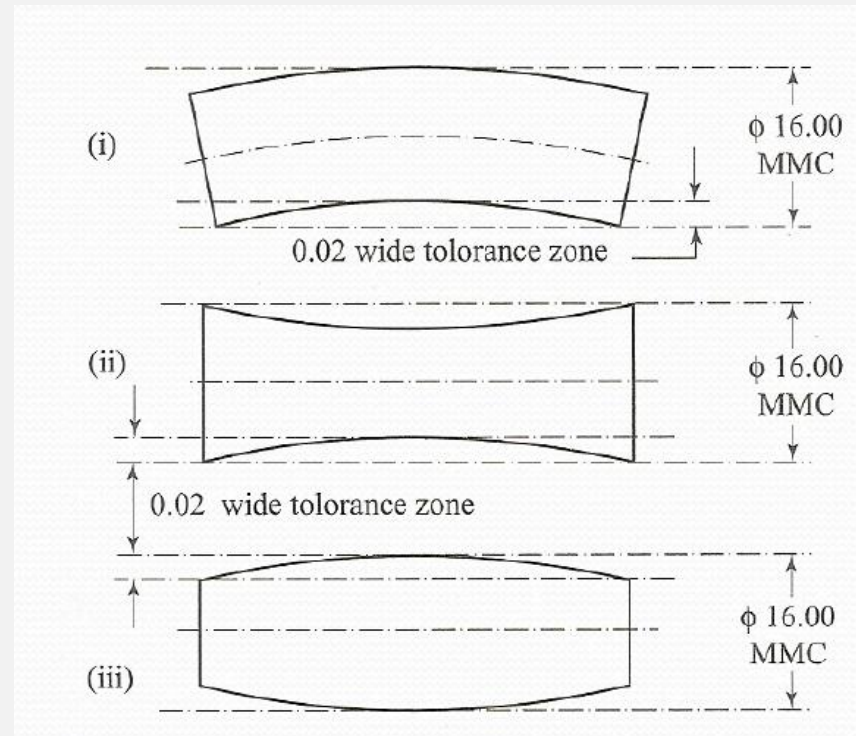 (i)
ϕ 16.00
MMC
0.02 wide tolorance zone
(ii)
ϕ 16.00
MMC
0.02 wide tolorance zone
ϕ 16.00
MMC
(iii)